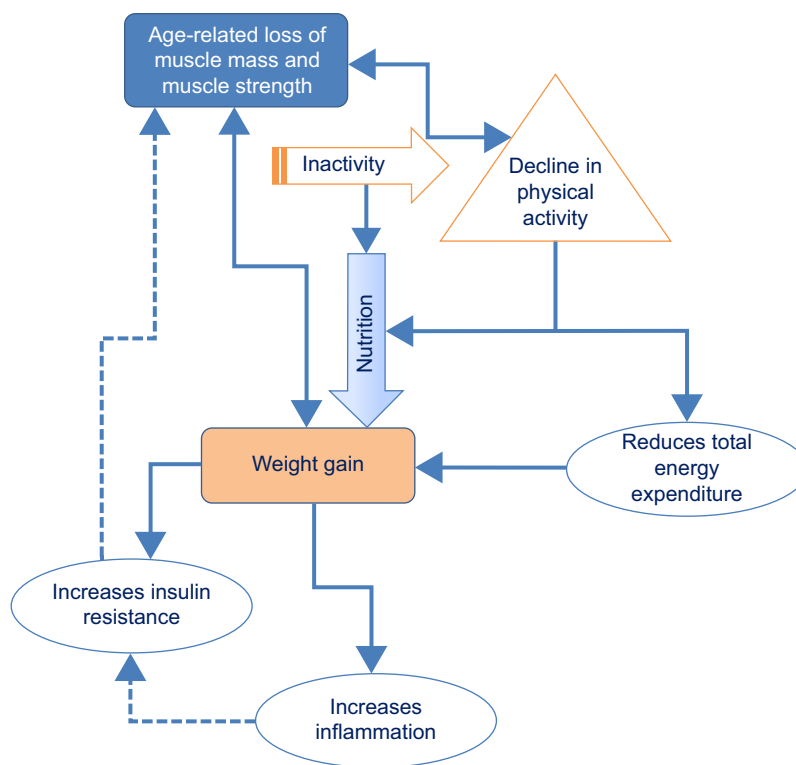 Age-related loss of
muscle mass and
muscle strength
Inactivity
Decline in
physical
activity
Nutrition
Weight gain
Reduces total
energy
expenditure
Increases insulin
resistance
Increases
inflammation